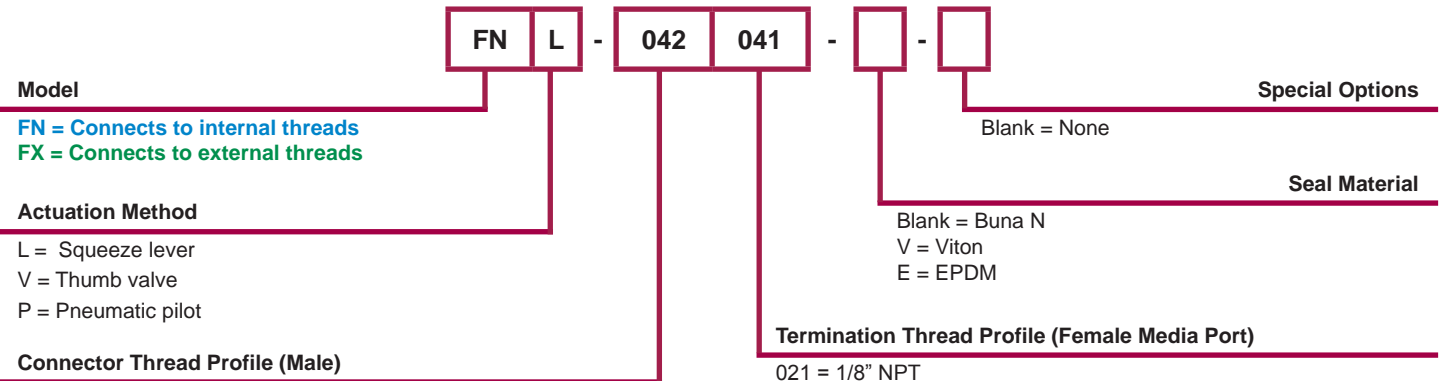 FN L - 042 041 - -
Model
FN = Connects to internal threads
FX = Connects to external threads
Actuation Method
L = Squeeze lever
V = Thumb valve
P = Pneumatic pilot
Connector Thread Profile (Male)
Special Options
Blank = None
Seal Material
Blank = Buna N
V = Viton
E = EPDM
Termination Thread Profile (Female Media Port)
021 = 1/8” NPT